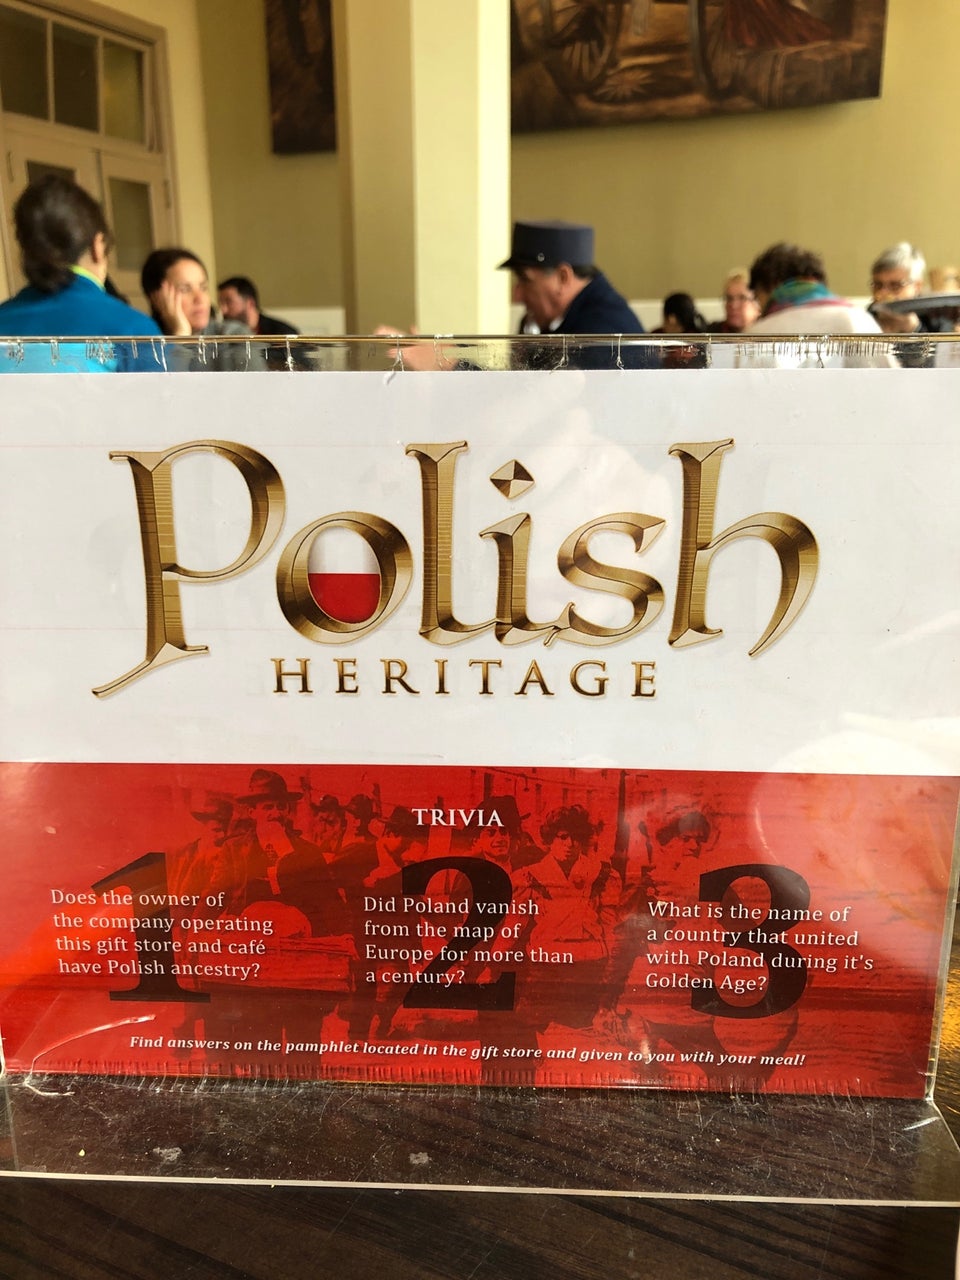 Polish
HERITAGE
TRIVIA
1
Does the owner of
the company operating
this gift store and café
have Polish ancestry?
2
Did Poland vanish
from the map of
Europe for more than
a century?
3
What is the name of
a country that united
with Poland during it's
Golden Age?
Find answers on the pamphlet located in the gift store and given to you with your meal!